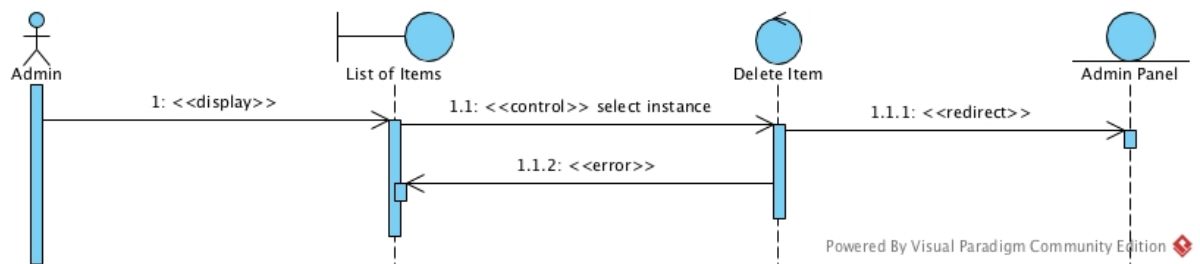 Admin
List of Items
Delete Item
Admin Panel
1: <<display>>
1.1: <<control>> select instance
1.1.1: <<redirect>>
1.1.2: <<error>>
Powered By Visual Paradigm Community Edition